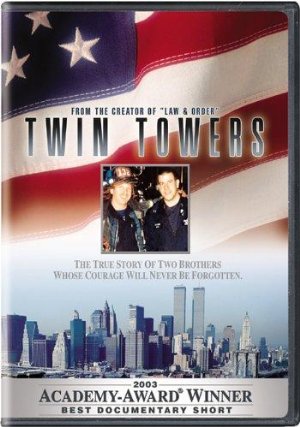 FROM THE CREATOR OF "LAW & ORDER"
TWIN TOWERS
THE TRUE STORY OF TWO BROTHERS
WHOSE COURAGE WILL NEVER BE FORGOTTEN.
2003
ACADEMY-AWARD® WINNER
BEST DOCUMENTARY SHORT